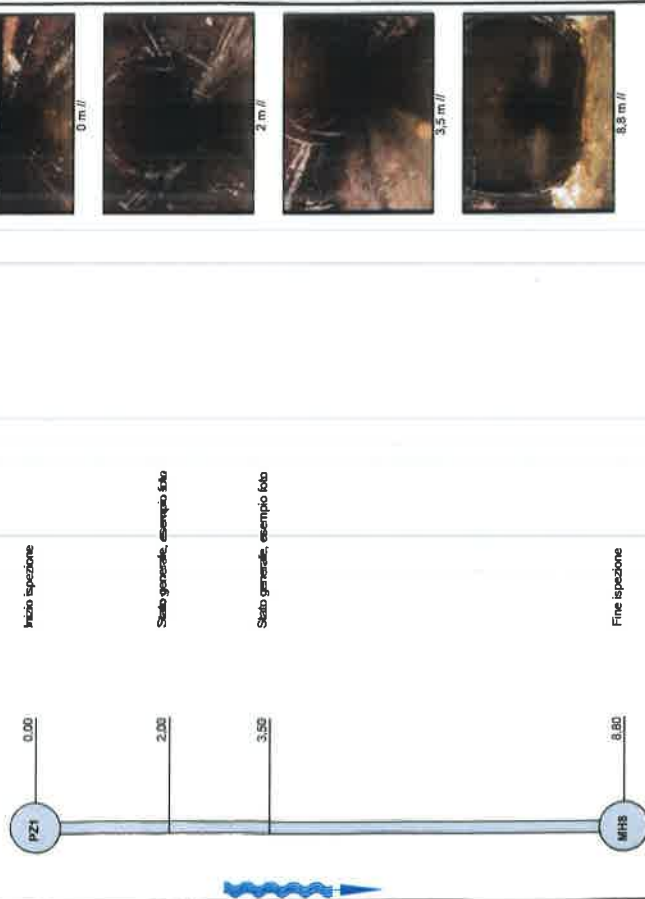 0 m //
2 m //
3,5 m //
8,8 m //
Inizio ispezione
Stato generale, esempio foto
Stato generale, esempio foto
Fine ispezione
0.00
2.00
3.50
8.80
PZ1
MH8